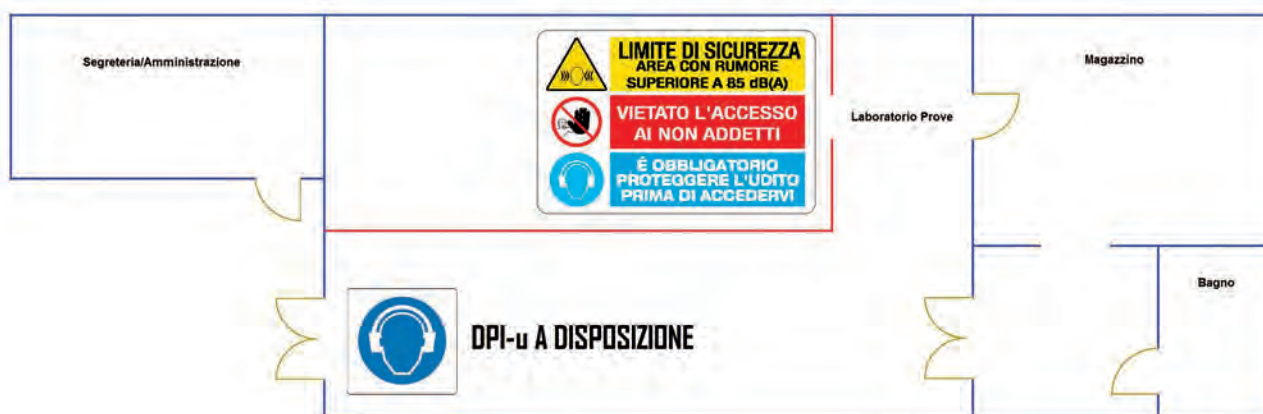 Segreteria/Amministrazione
LIMITE DI SICUREZZA
AREA CON RUMORE
SUPERIORE A 85 dB(A)
VIETATO L'ACCESSO
AI NON ADDETTI
É OBBLIGATORIO
PROTEGGERE L'UDITO
PRIMA DI ACCEDERVI
Laboratorio Prove
Magazzino
Bagno
DPI-u A DISPOSIZIONE